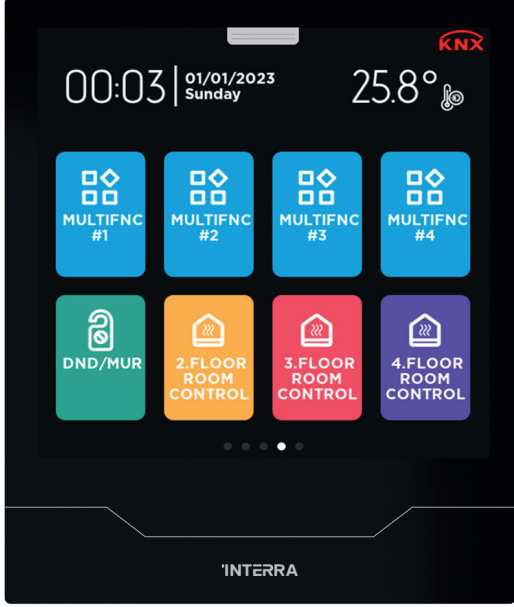 KNX
00:03
01/01/2023
Sunday
25.8°
MULTIFNC
#1
MULTIFNC
#2
MULTIFNC
#3
MULTIFNC
#4
DND/MUR
2.FLOOR
ROOM
CONTROL
3.FLOOR
ROOM
CONTROL
4.FLOOR
ROOM
CONTROL
INTERRA